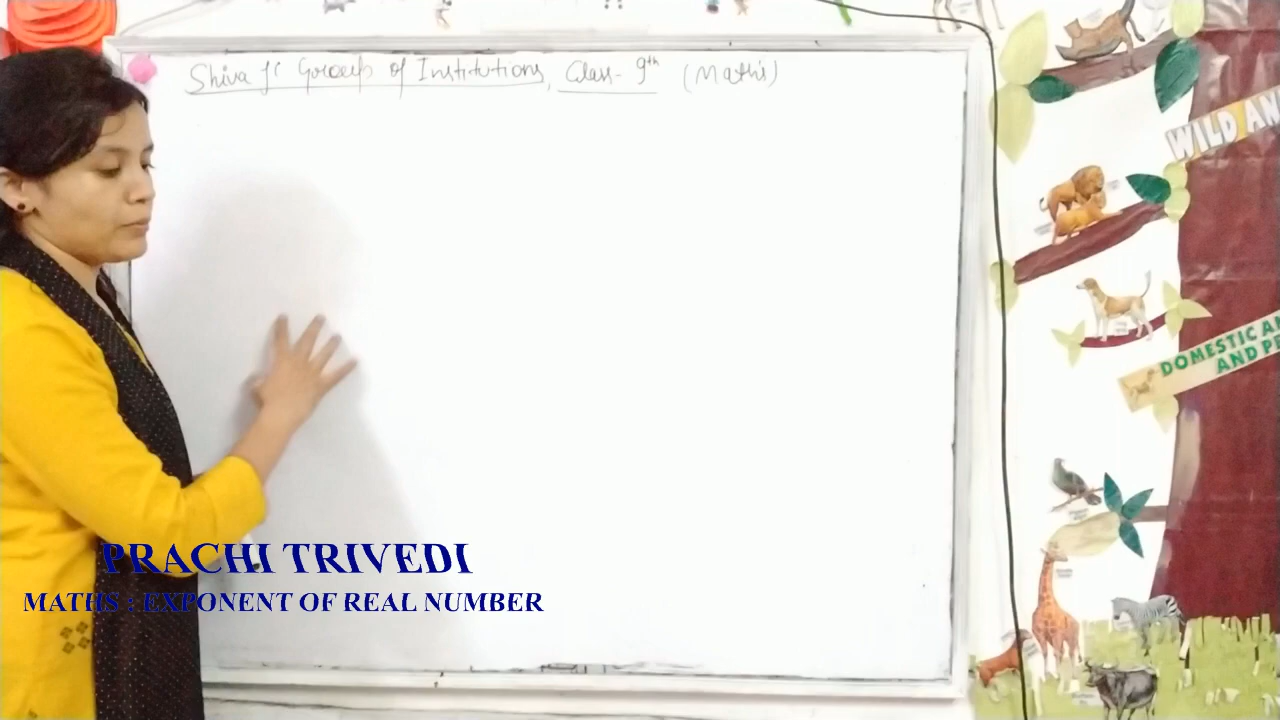 Shiva Ji Group of Institutions, Class- 9th (Maths)
WILD AN
DOMESTIC AN
AND PE
PRACHI TRIVEDI
MATHS : EXPONENT OF REAL NUMBER